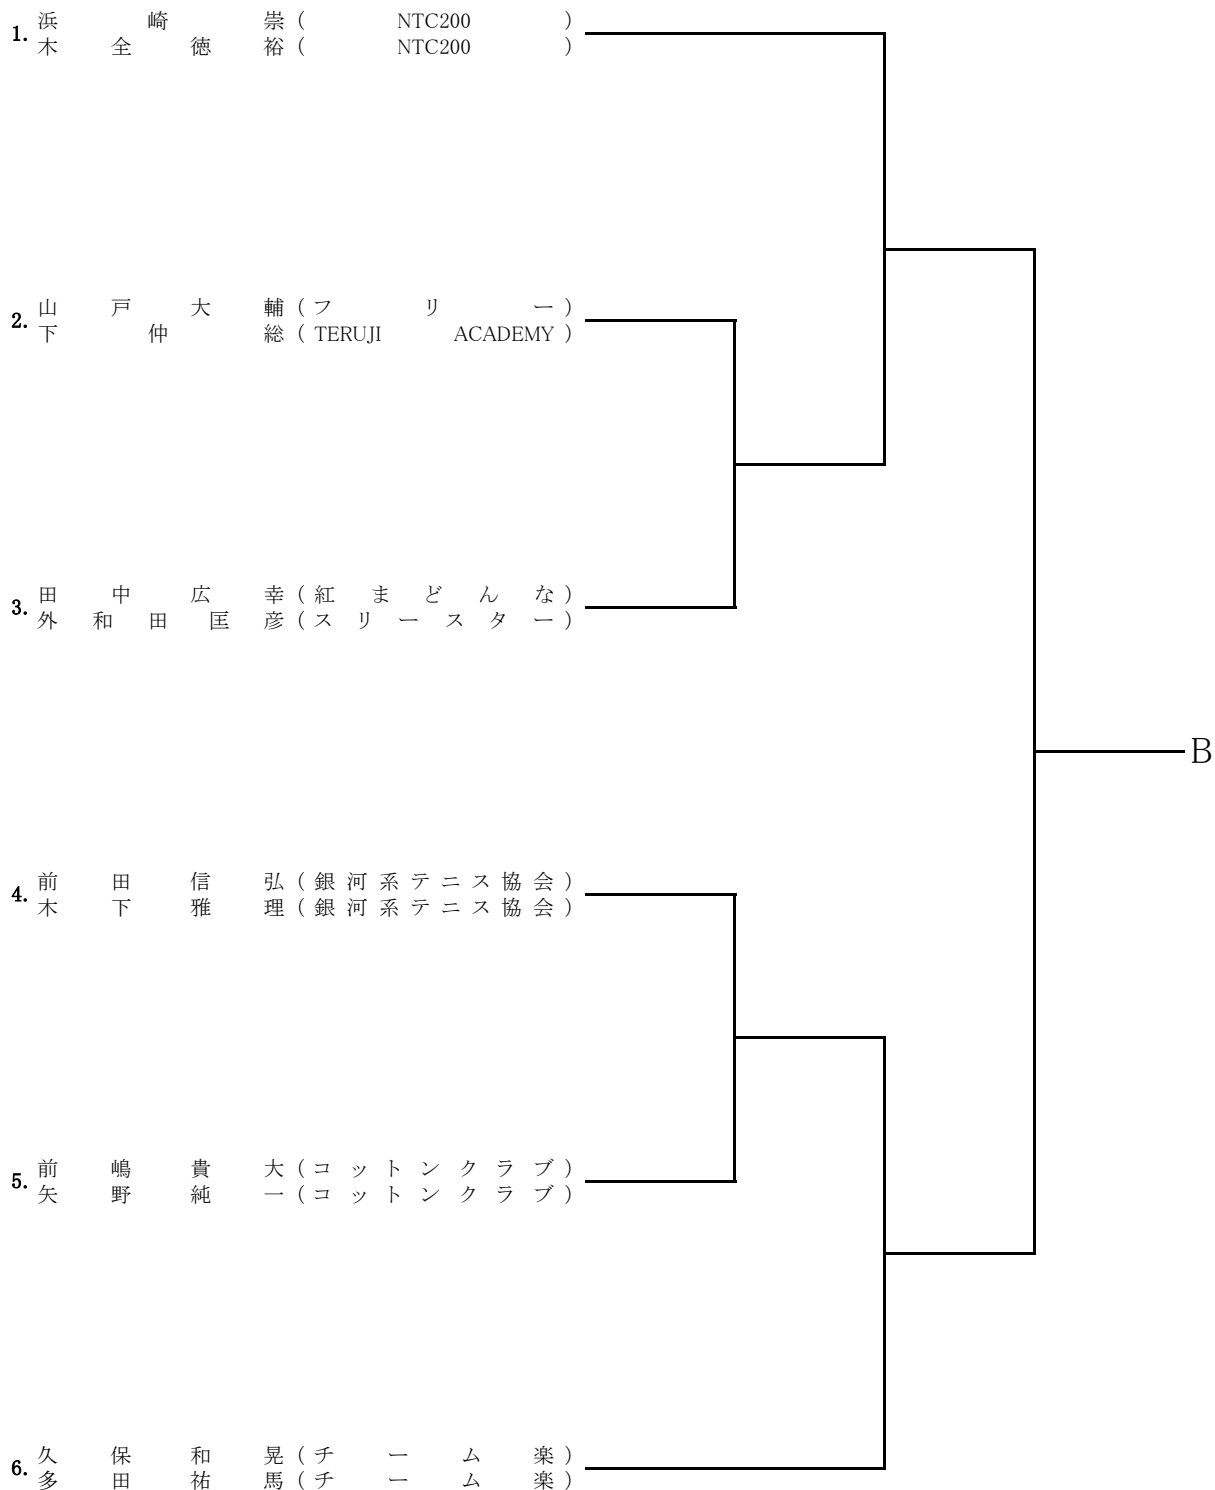 1. 浜崎崇(NTC200)
木全徳裕(NTC200)
2. 山戸大輔(フリー)
下仲総(TERUJI ACADEMY)
3. 田中広幸(紅まどんな)
外和田匡彦(スリースター)
B
4. 前田信弘(銀河系テニス協会)
木下雅理(銀河系テニス協会)
5. 前嶋貴大(コットンクラブ)
矢野純一(コットンクラブ)
6. 久保和晃(チーム楽)
多田祐馬(チーム楽)